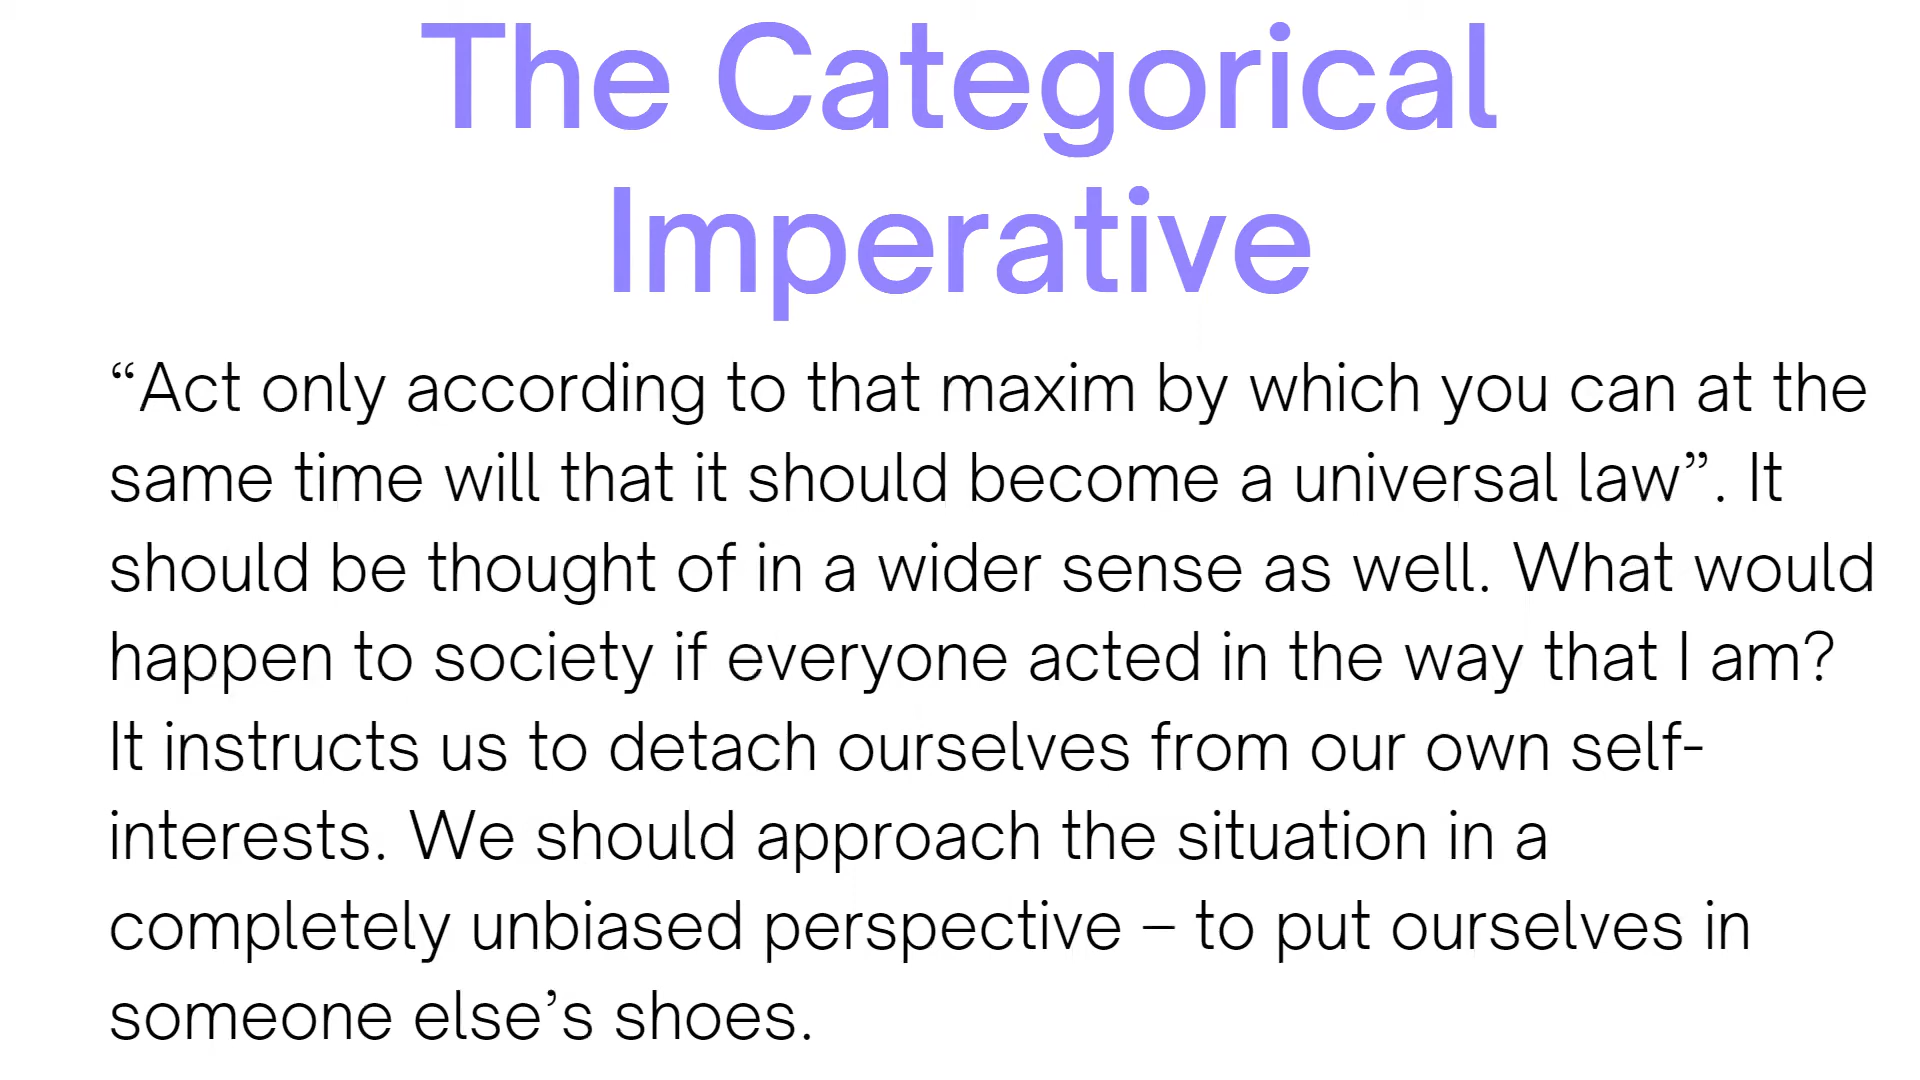 The Categorical
Imperative
“Act only according to that maxim by which you can at the
same time will that it should become a universal law”. It
should be thought of in a wider sense as well. What would
happen to society if everyone acted in the way that I am?
It instructs us to detach ourselves from our own self-
interests. We should approach the situation in a
completely unbiased perspective – to put ourselves in
someone else’s shoes.